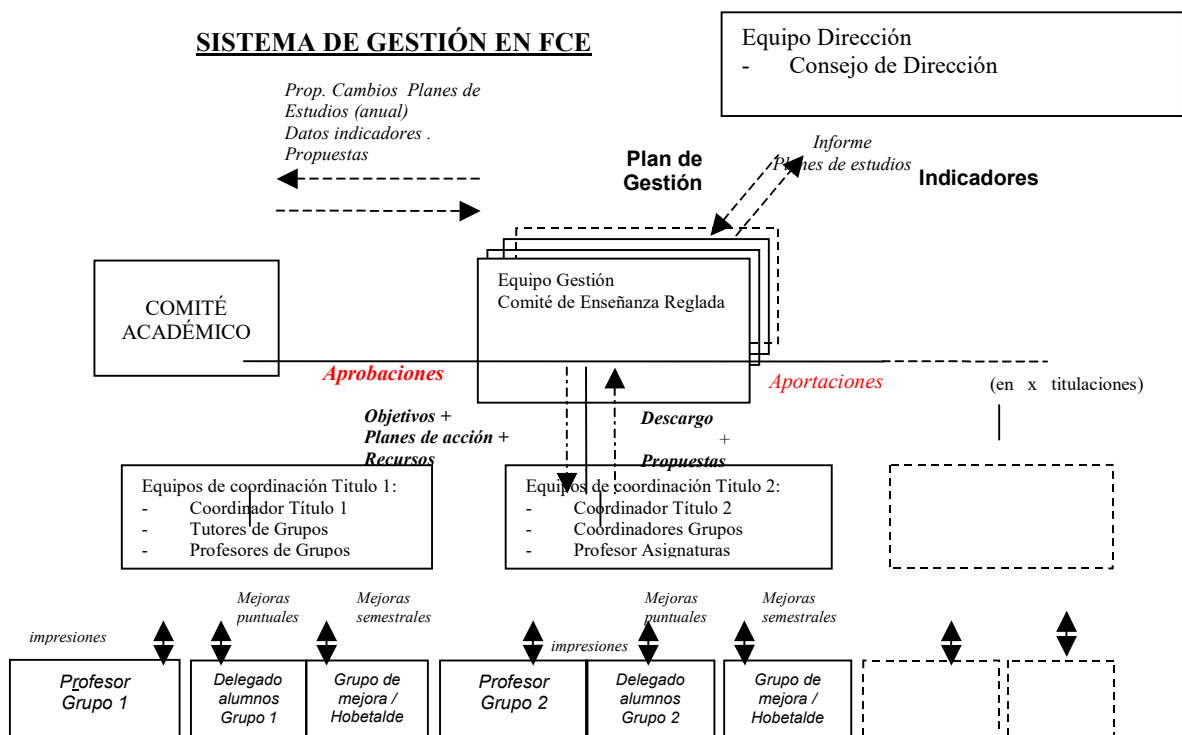 SISTEMA DE GESTIÓN EN FCE
Equipo Dirección
- Consejo de Dirección
Prop. Cambios Planes de
Estudios (anual)
Datos indicadores .
Propuestas
Plan de
Gestión
Informe
Planes de estudios
Indicadores
COMITÉ
ACADÉMICO
Equipo Gestión
Comité de Enseñanza Reglada
Aprobaciones
Aportaciones
(en x titulaciones)
Objetivos +
Planes de acción +
Recursos
Descargo
+
Propuestas
Equipos de coordinación Titulo 1:
- Coordinador Título 1
- Tutores de Grupos
- Profesores de Grupos
Equipos de coordinación Titulo 2:
- Coordinador Título 2
- Coordinadores Grupos
- Profesor Asignaturas
impresiones
Mejoras
puntuales
Mejoras
semestrales
impresiones
Mejoras
puntuales
Mejoras
semestrales
Profesor
Grupo 1
Delegado
alumnos
Grupo 1
Grupo de
mejora /
Hobetalde
Profesor
Grupo 2
Delegado
alumnos
Grupo 2
Grupo de
mejora /
Hobetalde